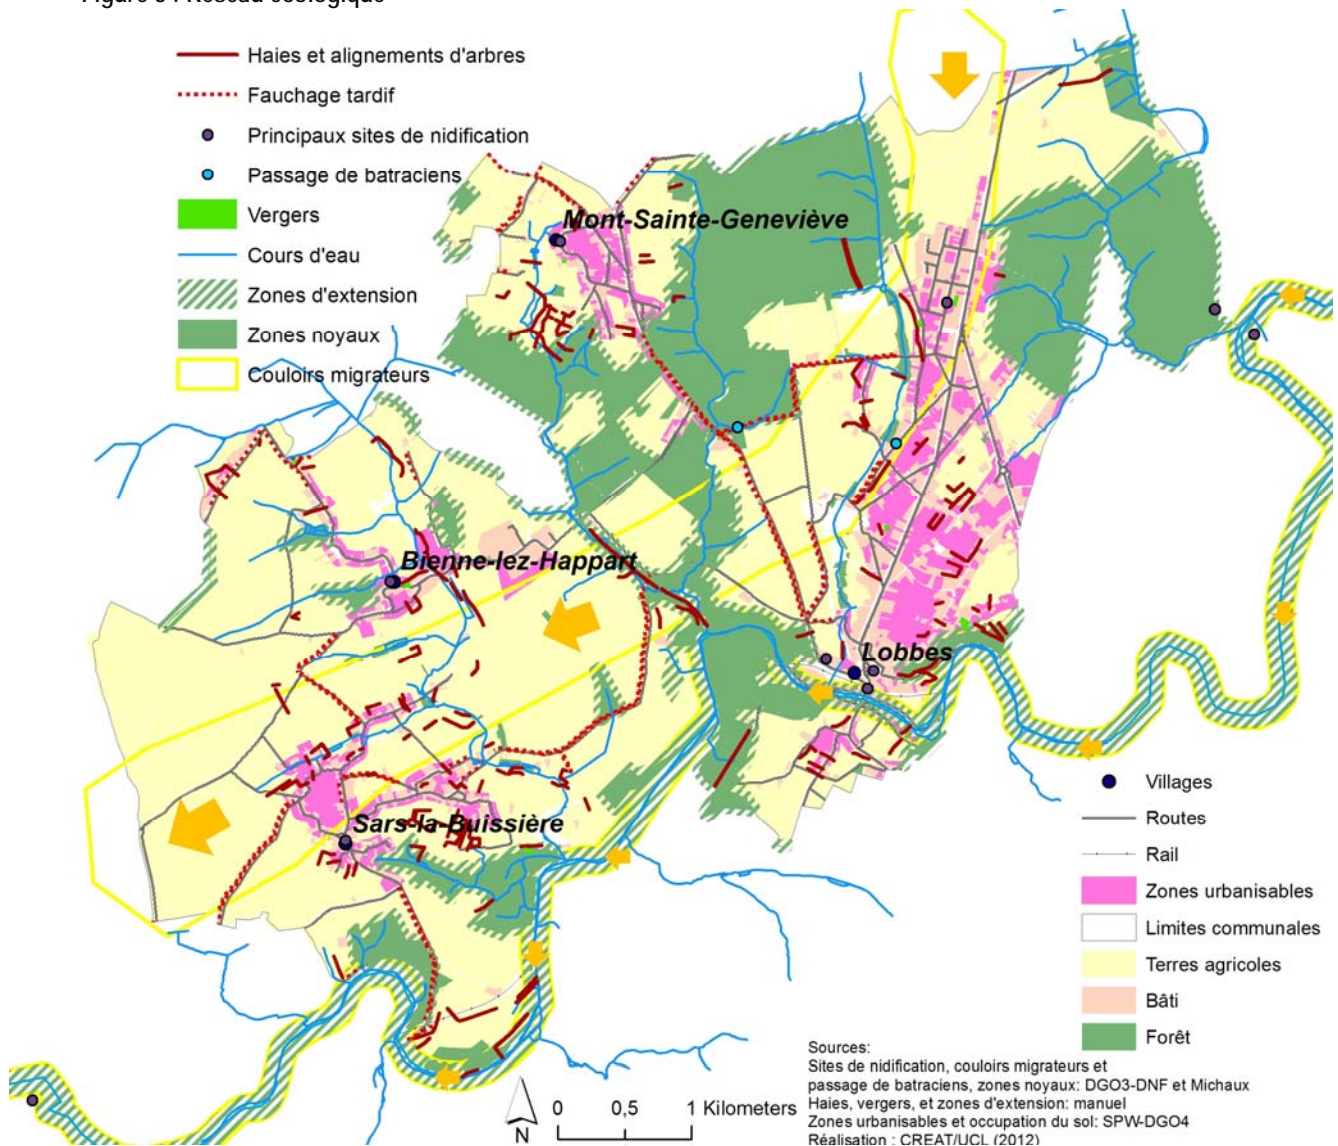 Figure 3 : Réseau écologique
Haies et alignements d'arbres
Fauchage tardif
Principaux sites de nidification
Passage de batraciens
Vergers
Cours d'eau
Zones d'extension
Zones noyaux
Couloirs migrateurs
Mont-Sainte-Geneviève
Bienne-lez-Happart
Lobbes
Sars-la-Buissière
Villages
Routes
Rail
Zones urbanisables
Limites communales
Terres agricoles
Bâti
Forêt
Sources:
Sites de nidification, couloirs migrateurs et
passage de batraciens, zones noyaux: DGO3-DNF et Michaux
Haies, vergers, et zones d'extension: manuel
Zones urbanisables et occupation du sol: SPW-DGO4
Réalisation : CREAT/UCL (2012)
0 0,5 1 Kilometers
N